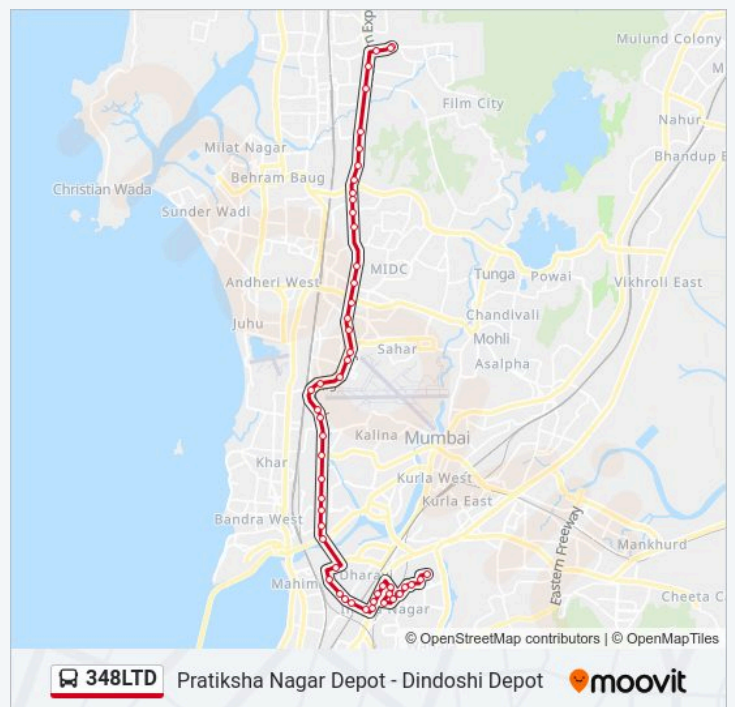 m Exp
Mulund Colony
M
Film City
Nahur
Milat Nagar
Bhandup E
Behram Baug
Christian Wada
Sunder Wadi
MIDC
Tunga
Powai
Andheri West
Vikhroli East
Chandivali
Juhu
Mohli
Sahar
Asalpha
Kalina
Mumbai
Khar
Kurla West
Kurla East
Bandra West
Eastern Freeway
Mankhurd
Mahim
Dharavi
Cheeta C
Nagar
© OpenStreetMap contributors | © OpenMapTiles
348LTD
Pratiksha Nagar Depot - Dindoshi Depot
moovit